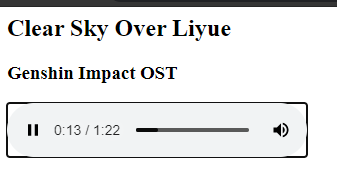 Clear Sky Over Liyue
Genshin Impact OST
0:13 / 1:22